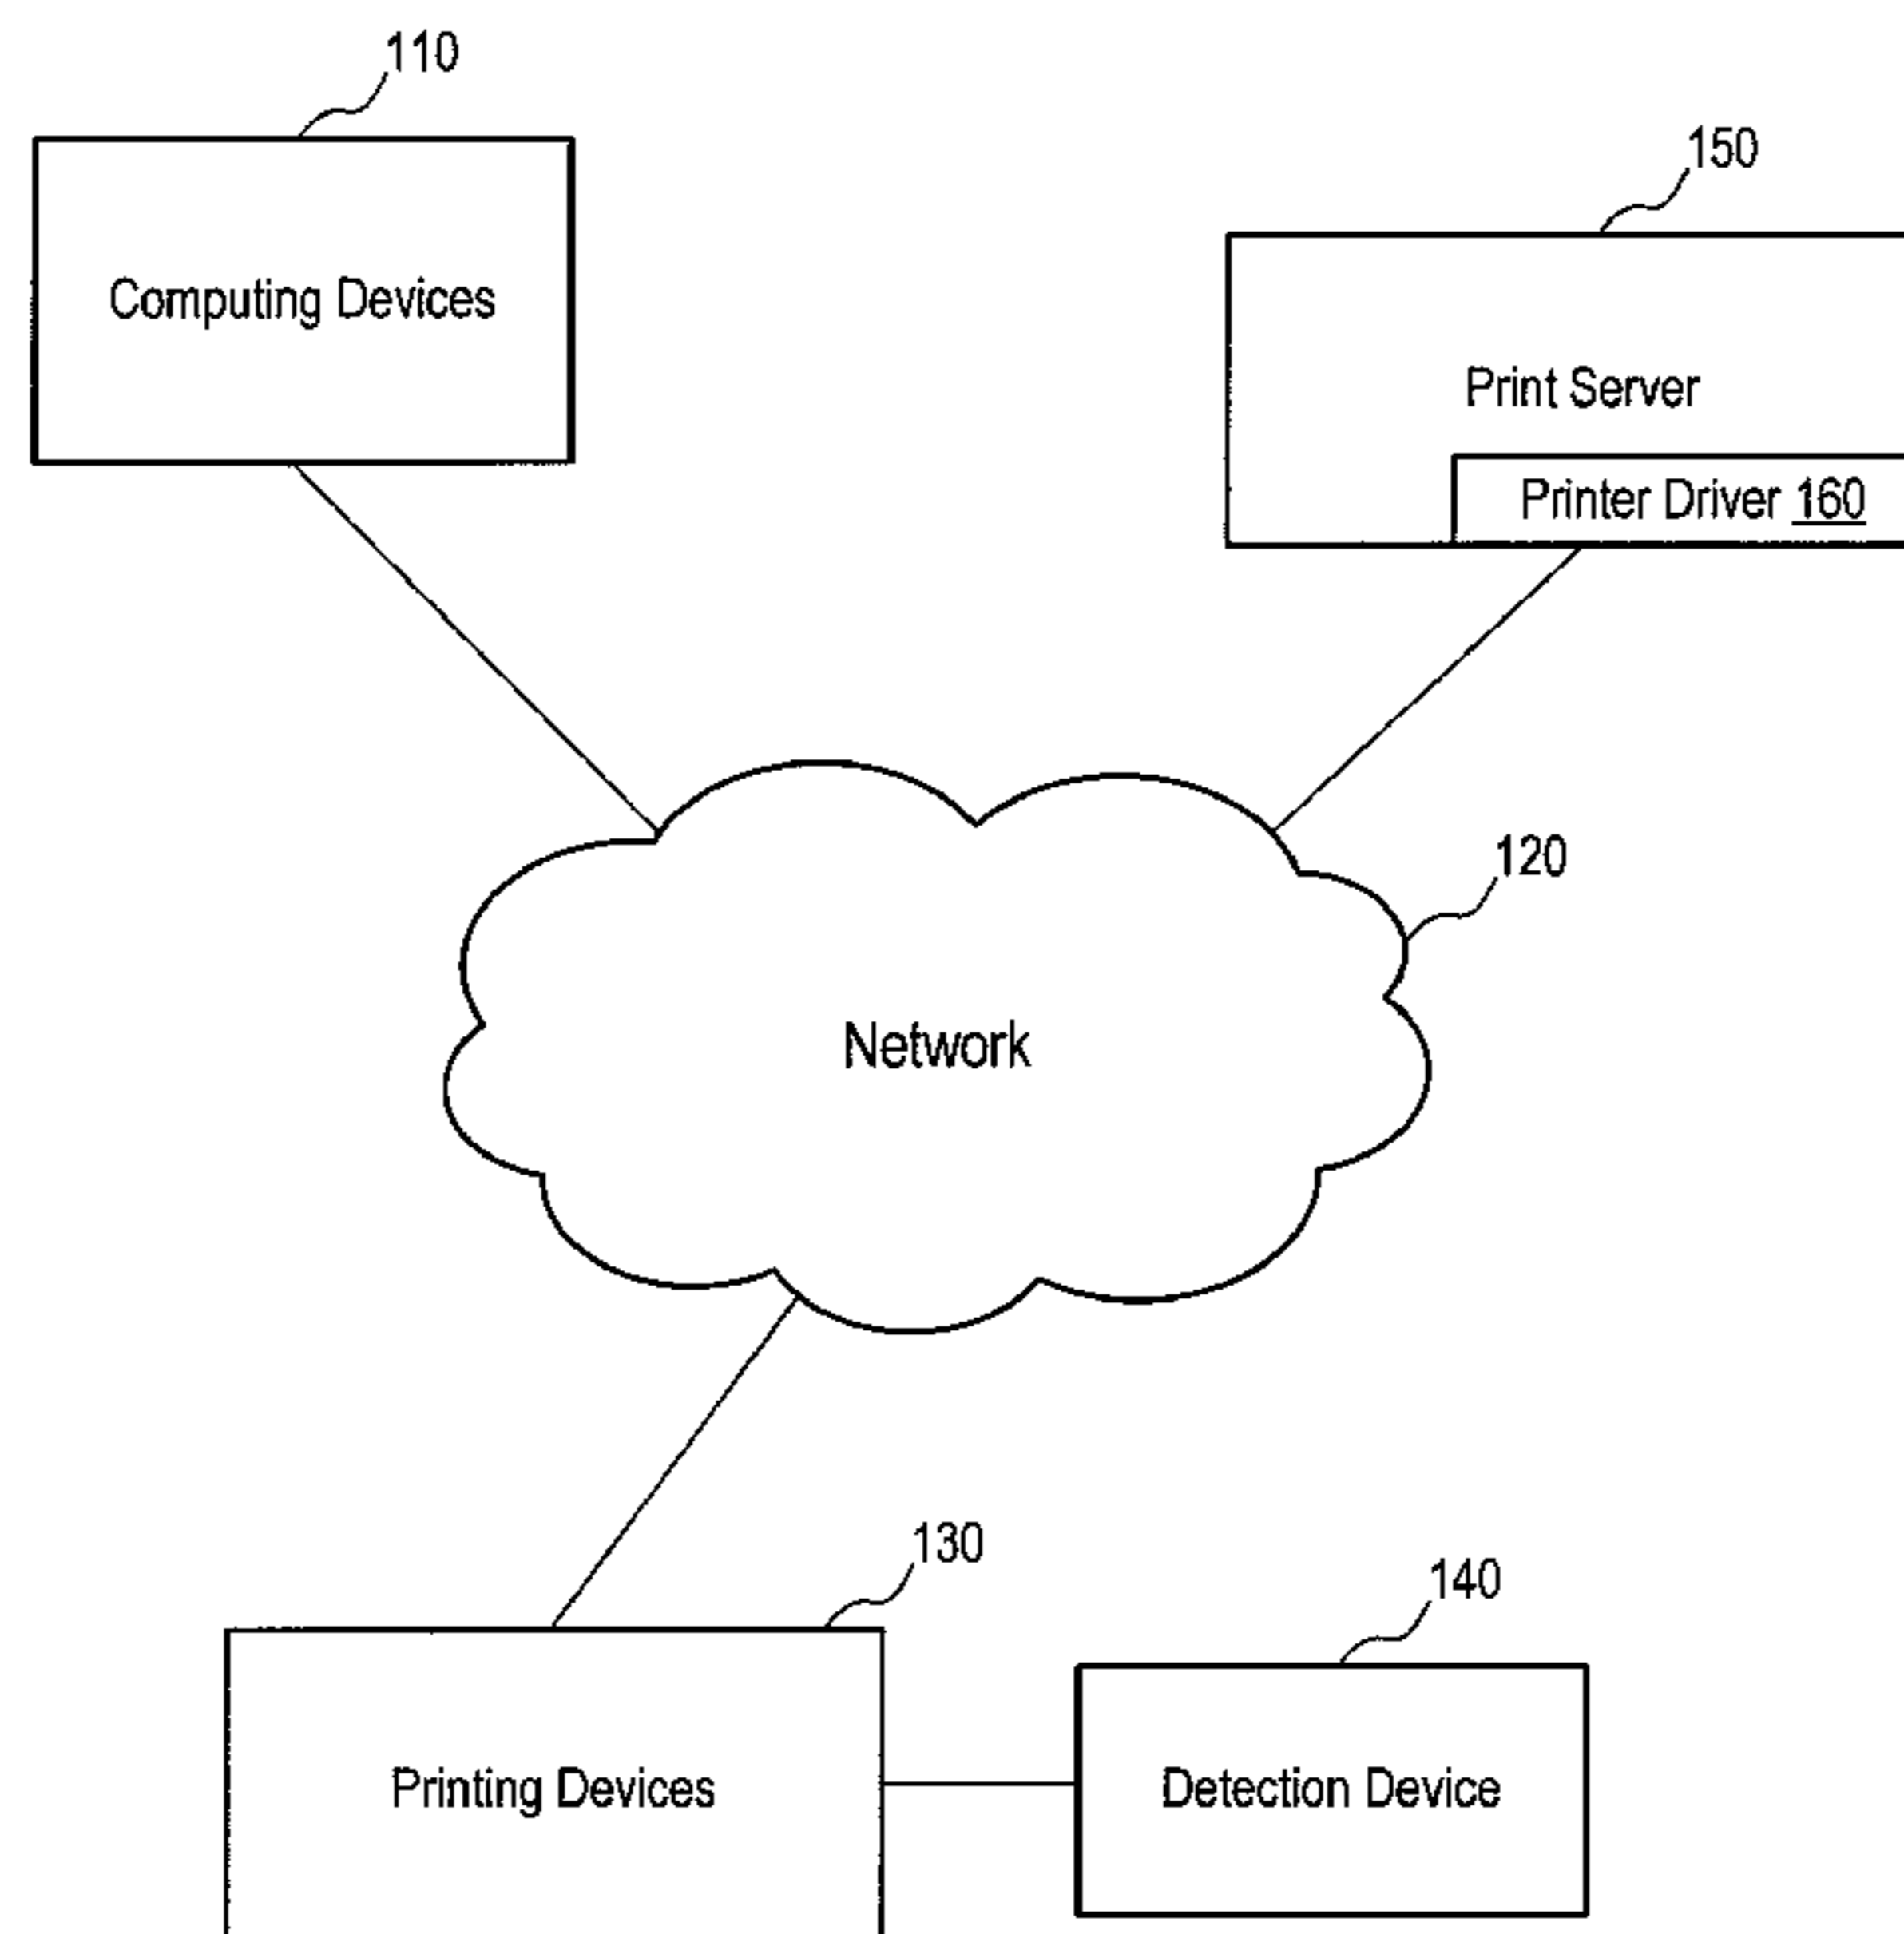 110
150
Computing Devices
Print Server
Printer Driver 160
120
Network
130
140
Printing Devices
Detection Device